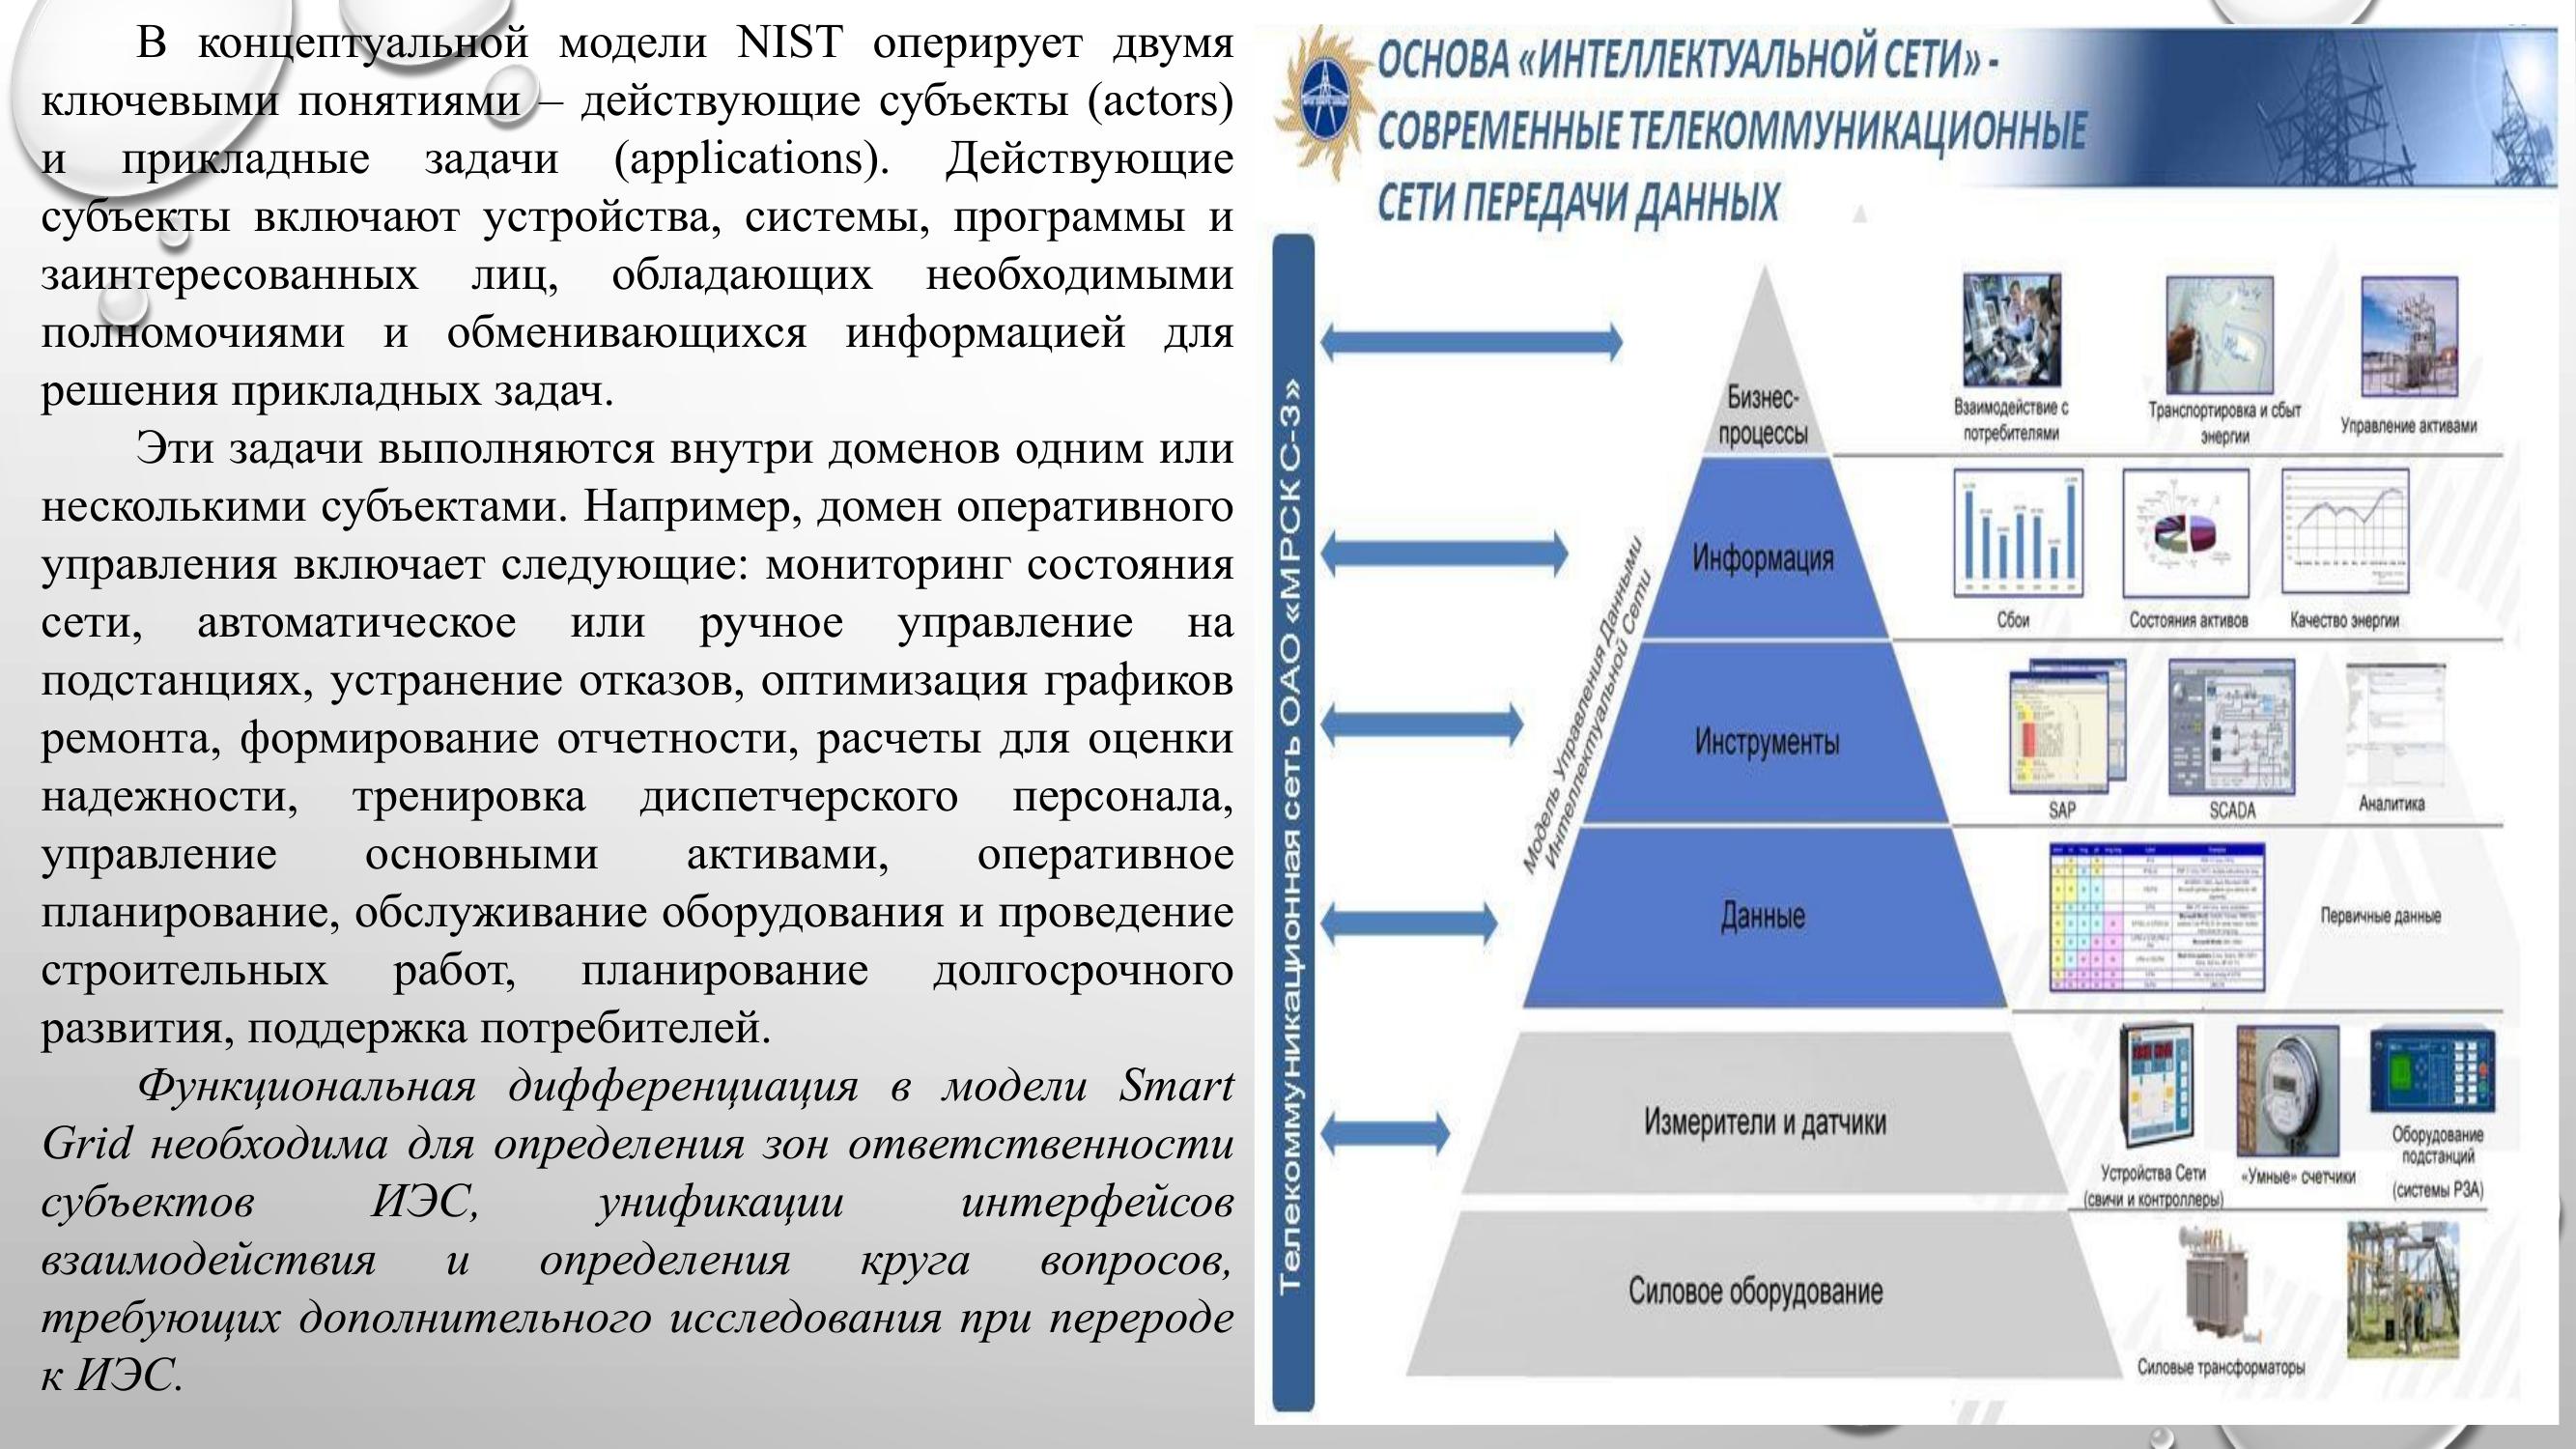 В концептуальной модели NIST оперирует двумя
ключевыми понятиями – действующие субъекты (actors)
и прикладные задачи (applications). Действующие
субъекты включают устройства, системы, программы и
заинтересованных лиц, обладающих необходимыми
полномочиями и обменивающихся информацией для
решения прикладных задач.
Эти задачи выполняются внутри доменов одним или
несколькими субъектами. Например, домен оперативного
управления включает следующие: мониторинг состояния
сети, автоматическое или ручное управление на
подстанциях, устранение отказов, оптимизация графиков
ремонта, формирование отчетности, расчеты для оценки
надежности, тренировка диспетчерского персонала,
управление основными активами, оперативное
планирование, обслуживание оборудования и проведение
строительных работ, планирование долгосрочного
развития, поддержка потребителей.
Функциональная дифференциация в модели Smart
Grid необходима для определения зон ответственности
субъектов ИЭС, унификации интерфейсов
взаимодействия и определения круга вопросов,
требующих дополнительного исследования при перероде
к ИЭС.
ОСНОВА «ИНТЕЛЛЕКТУАЛЬНОЙ СЕТИ» -
СОВРЕМЕННЫЕ ТЕЛЕКОММУНИКАЦИОННЫЕ
СЕТИ ПЕРЕДАЧИ ДАННЫХ
Телекоммуникационная сеть ОАО «МРСК С-З»
Модель Управления Данными
Интеллектуальной Сети
Бизнес-
процессы
Взаимодействие с
потребителями
Транспортировка и сбыт
энергии
Управление активами
Информация
Сбои
Состояния активов
Качество энергии
Инструменты
SAP
SCADA
Аналитика
Данные
Первичные данные
Измерители и датчики
Устройства Сети
(свичи и контроллеры)
«Умные» счетчики
Оборудование
подстанций
(системы РЗА)
Силовое оборудование
Силовые трансформаторы